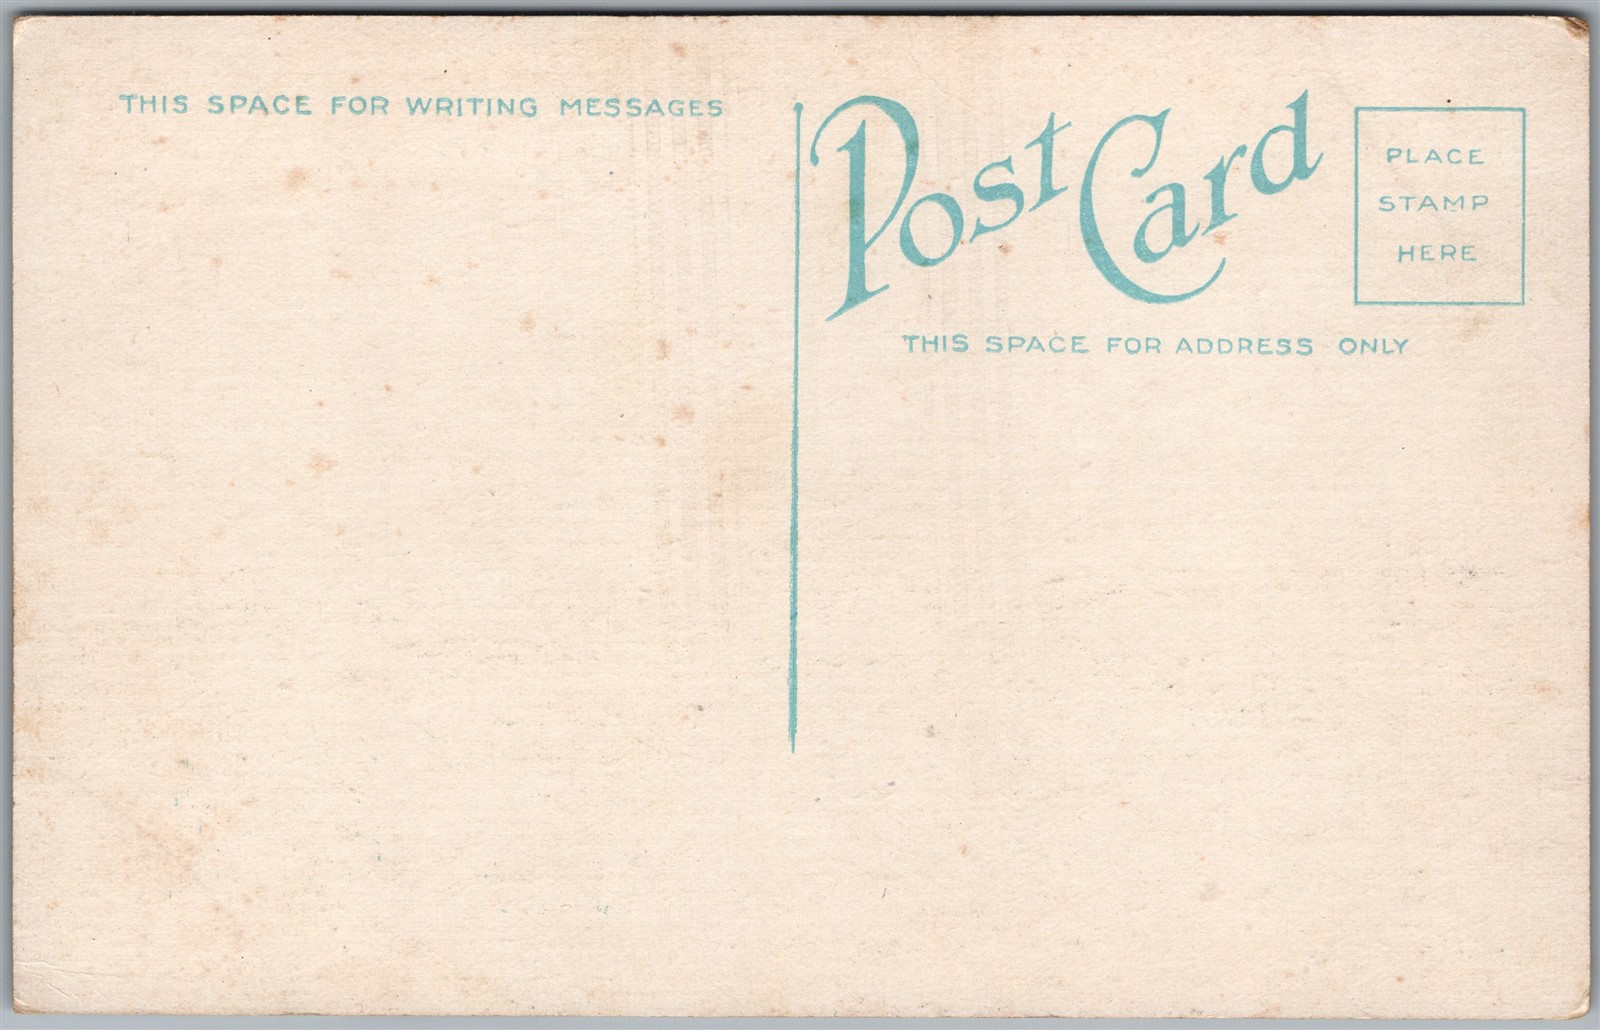 THIS SPACE FOR WRITING MESSAGES
Post Card
PLACE
STAMP
HERE
THIS SPACE FOR ADDRESS ONLY